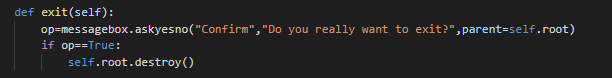 def exit(self):
    op=messagebox.askyesno("Confirm","Do you really want to exit?",parent=self.root)
    if op==True:
        self.root.destroy()